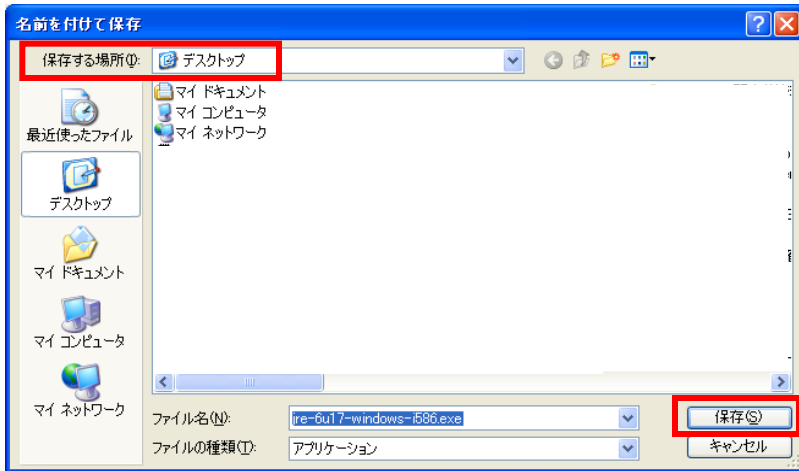 名前を付けて保存
保存する場所(I):
デスクトップ
マイ ドキュメント
マイ コンピュータ
マイ ネットワーク
最近使ったファイル
デスクトップ
マイ ドキュメント
マイ コンピュータ
マイ ネットワーク
ファイル名(N):
jre-6u17-windows-i586.exe
保存(S)
ファイルの種類(T):
アプリケーション
キャンセル